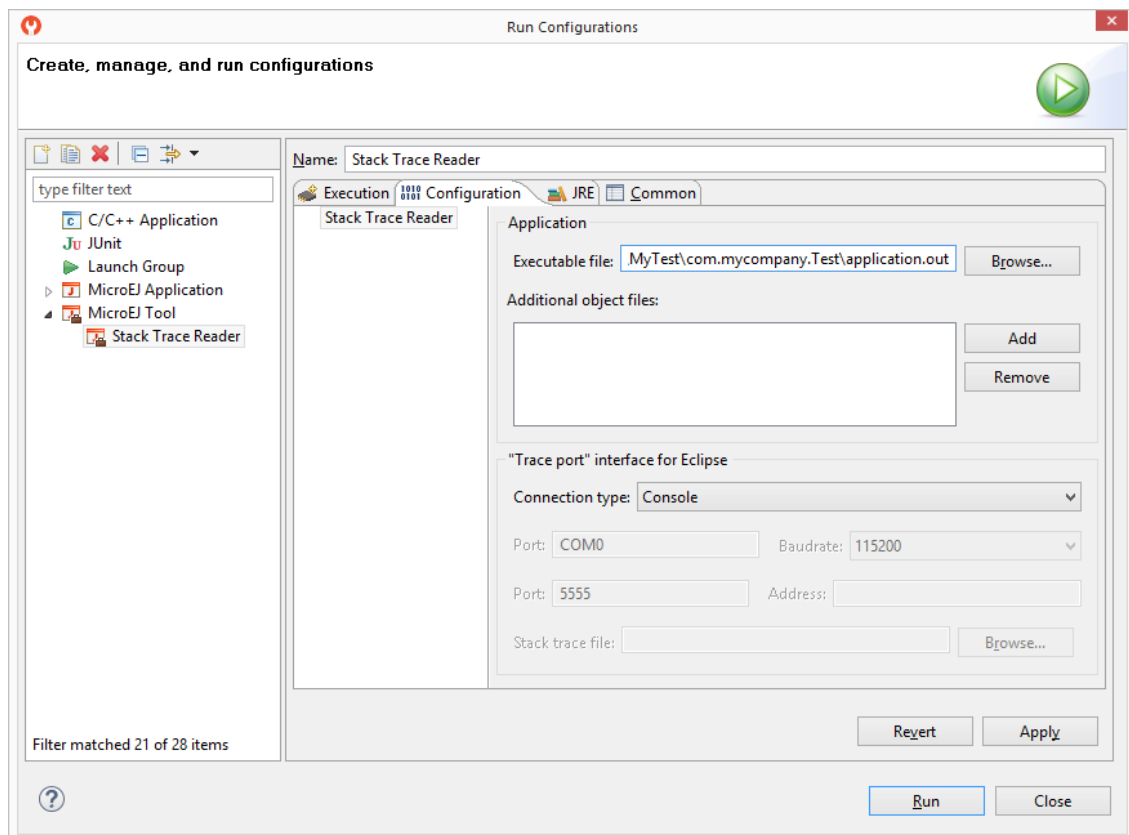 Run Configurations
Create, manage, and run configurations
type filter text
C/C++ Application
Ju JUnit
Launch Group
MicroEJ Application
MicroEJ Tool
Stack Trace Reader
Filter matched 21 of 28 items
Name: Stack Trace Reader
Execution Configuration JRE Common
Stack Trace Reader
Application
Executable file: .MyTest\com.mycompany.Test\application.out Browse...
Additional object files:
Add
Remove
"Trace port" interface for Eclipse
Connection type: Console
Port: COM0 Baudrate: 115200
Port: 5555 Address:
Stack trace file: Browse...
Revert Apply
Run Close